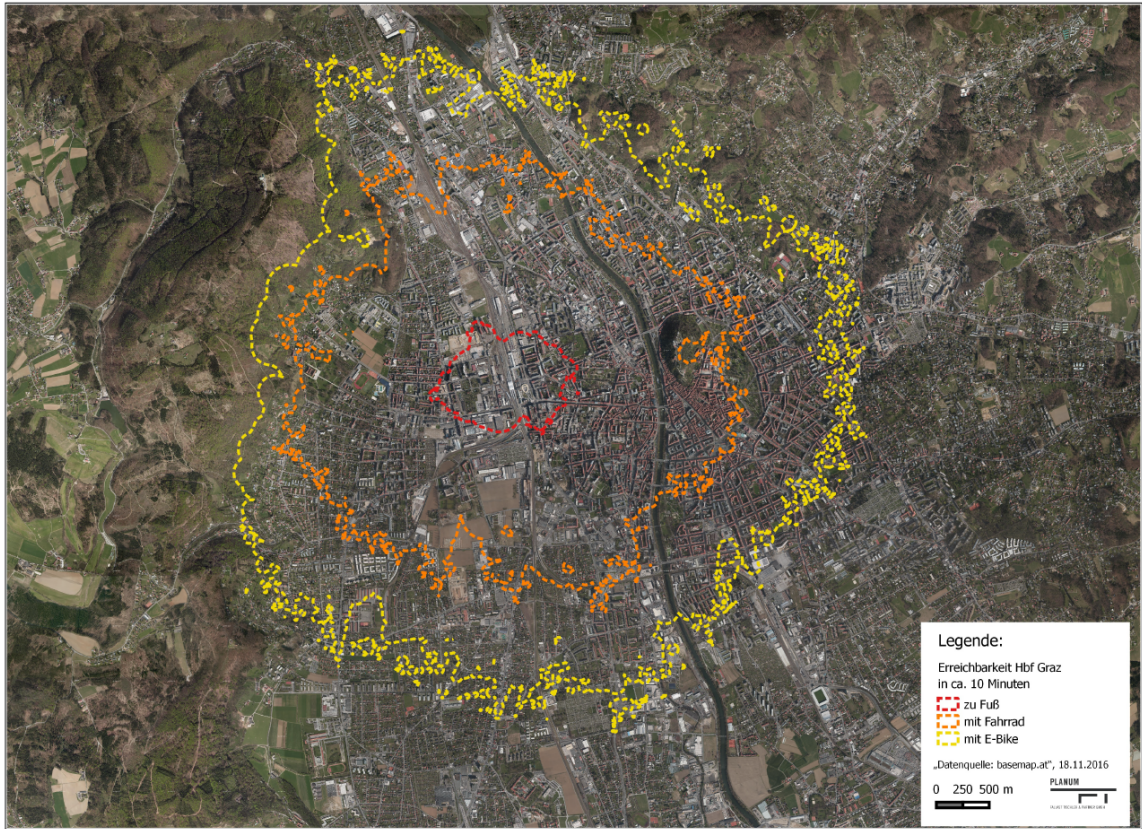 Legende:
Erreichbarkeit Hbf Graz
in ca. 10 Minuten
zu Fuß
mit Fahrrad
mit E-Bike
„Datenquelle: basemap.at“, 18.11.2016
0 250 500 m
PLANUM